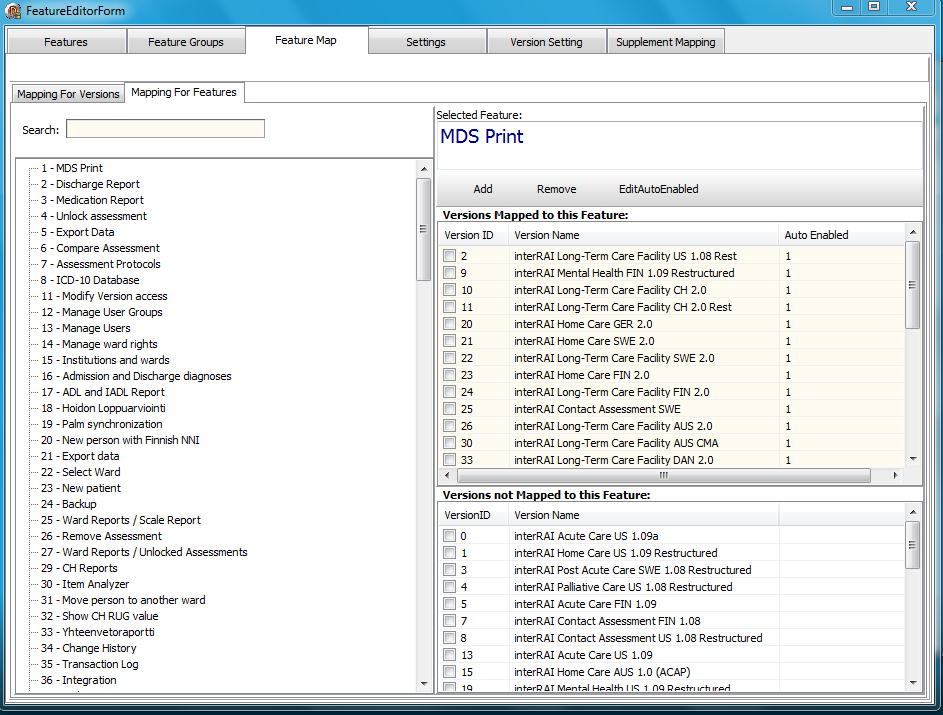 FeatureEditorForm
Features Feature Groups Feature Map Settings Version Setting Supplement Mapping
Mapping For Versions Mapping For Features
Search:
1 - MDS Print
2 - Discharge Report
3 - Medication Report
4 - Unlock assessment
5 - Export Data
6 - Compare Assessment
7 - Assessment Protocols
8 - ICD-10 Database
11 - Modify Version access
12 - Manage User Groups
13 - Manage Users
14 - Manage ward rights
15 - Institutions and wards
16 - Admission and Discharge diagnoses
17 - ADL and IADL Report
18 - Hoidon Loppuarviointi
19 - Palm synchronization
20 - New person with Finnish NNI
21 - Export data
22 - Select Ward
23 - New patient
24 - Backup
25 - Ward Reports / Scale Report
26 - Remove Assessment
27 - Ward Reports / Unlocked Assessments
29 - CH Reports
30 - Item Analyzer
31 - Move person to another ward
32 - Show CH RUG value
33 - Yhteenvetoraportti
34 - Change History
35 - Transaction Log
36 - Integration
Selected Feature:
MDS Print
Add Remove EditAutoEnabled
Versions Mapped to this Feature:
Version ID Version Name Auto Enabled
2 interRAI Long-Term Care Facility US 1.08 Rest 1
9 interRAI Mental Health FIN 1.09 Restructured 1
10 interRAI Long-Term Care Facility CH 2.0 1
11 interRAI Long-Term Care Facility CH 2.0 Rest 1
20 interRAI Home Care GER 2.0 1
21 interRAI Home Care SWE 2.0 1
22 interRAI Long-Term Care Facility SWE 2.0 1
23 interRAI Home Care FIN 2.0 1
24 interRAI Long-Term Care Facility FIN 2.0 1
25 interRAI Contact Assessment SWE 1
26 interRAI Long-Term Care Facility AUS 2.0 1
30 interRAI Long-Term Care Facility AUS CMA 1
33 interRAI Long-Term Care Facility DAN 2.0 1
Versions not Mapped to this Feature:
VersionID Version Name
0 interRAI Acute Care US 1.09a
1 interRAI Home Care US 1.09 Restructured
3 interRAI Post Acute Care SWE 1.08 Restructured
4 interRAI Palliative Care US 1.08 Restructured
5 interRAI Acute Care FIN 1.09
7 interRAI Contact Assessment FIN 1.08
8 interRAI Contact Assessment US 1.08 Restructured
13 interRAI Acute Care US 1.09
15 interRAI Home Care AUS 1.0 (ACAP)
19 interRAI Mental Health US 1.09 Restructured